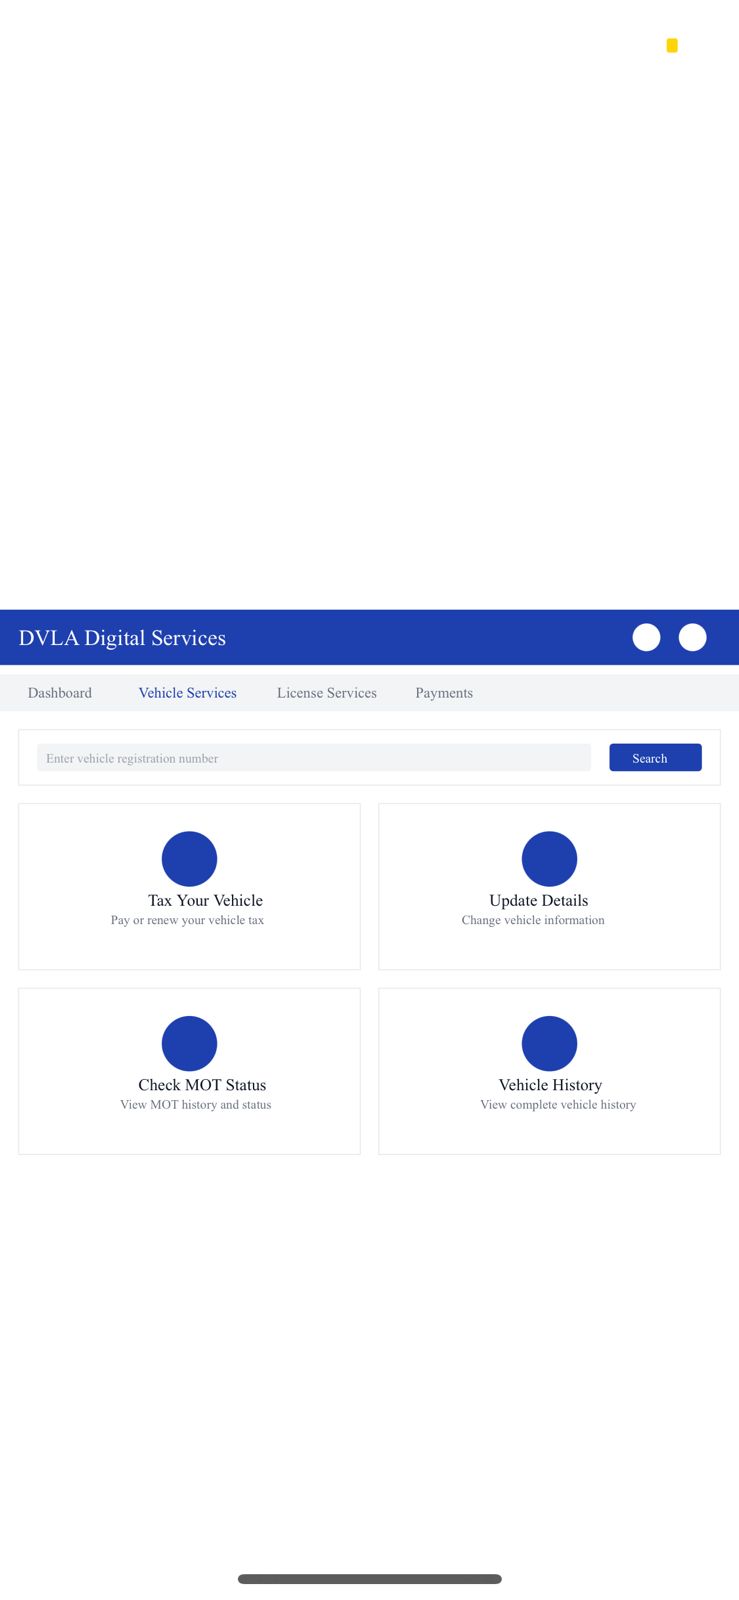 DVLA Digital Services
Dashboard Vehicle Services License Services Payments
Enter vehicle registration number Search
Tax Your Vehicle
Pay or renew your vehicle tax
Update Details
Change vehicle information
Check MOT Status
View MOT history and status
Vehicle History
View complete vehicle history